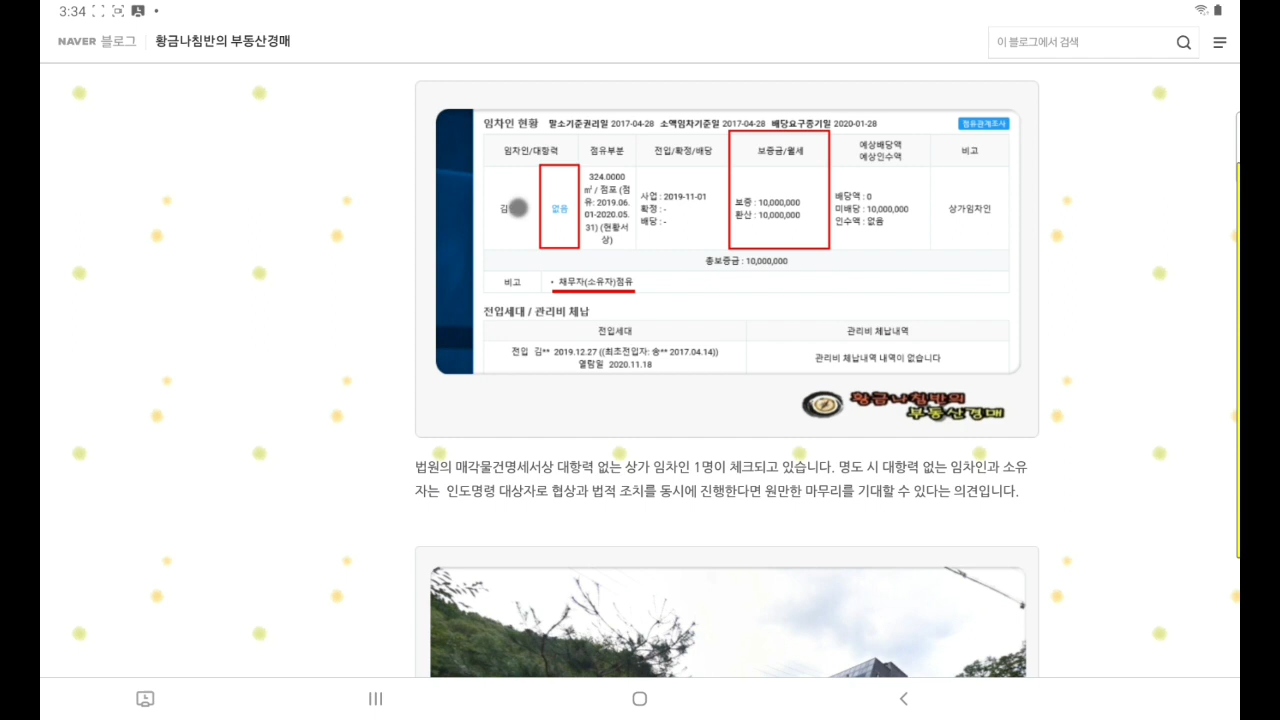 3:34
NAVER 블로그 황금나침반의 부동산경매
이 블로그에서 검색
임차인 현황 말소기준권리일 2017-04-28 소액임차기준일 2017-04-28 배당요구종기일 2020-01-28 점유관계조사
임차인/대항력 점유부분 전입/확정/배당 보증금/월세 예상배당액 비고
예상인수액
김 없음 324.0000
㎡ / 점포 (점
유: 2019.06.
01-2020.05.
31) (현황서
상)
사업 : 2019-11-01
확정 : -
배당 : -
보증 : 10,000,000
환산 : 10,000,000
배당액 : 0
미배당 : 10,000,000
인수액 : 없음
상가임차인
총보증금 : 10,000,000
비고 • 채무자(소유자)점유
전입세대 / 관리비 체납
전입세대 관리비 체납내역
전입 김** 2019.12.27 ((최초전입자: 송** 2017.04.14))
열람일 2020.11.18
관리비 체납내역 내역이 없습니다
황금나침반의
부동산경매
법원의 매각물건명세서상 대항력 없는 상가 임차인 1명이 체크되고 있습니다. 명도 시 대항력 없는 임차인과 소유
자는 인도명령 대상자로 협상과 법적 조치를 동시에 진행한다면 원만한 마무리를 기대할 수 있다는 의견입니다.